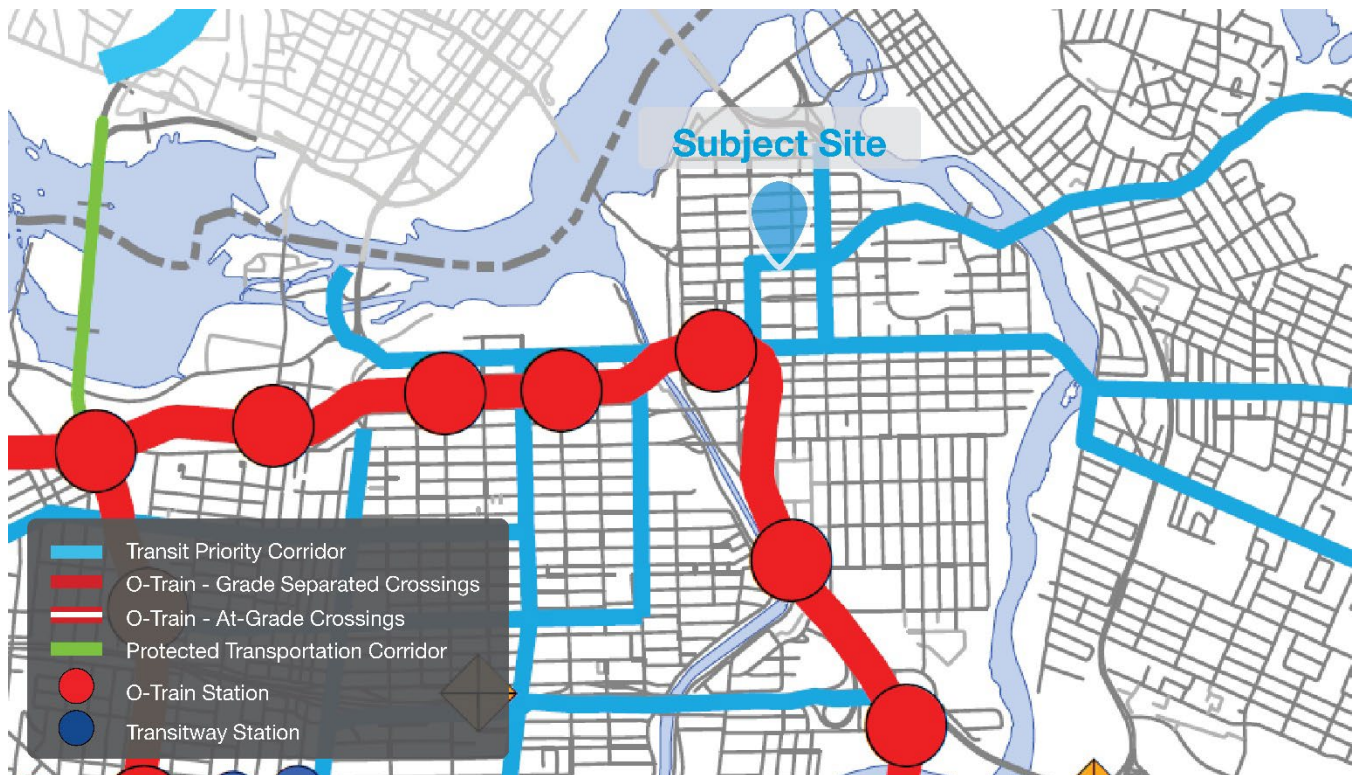 Subject Site
Transit Priority Corridor
O-Train - Grade Separated Crossings
O-Train - At-Grade Crossings
Protected Transportation Corridor
O-Train Station
Transitway Station